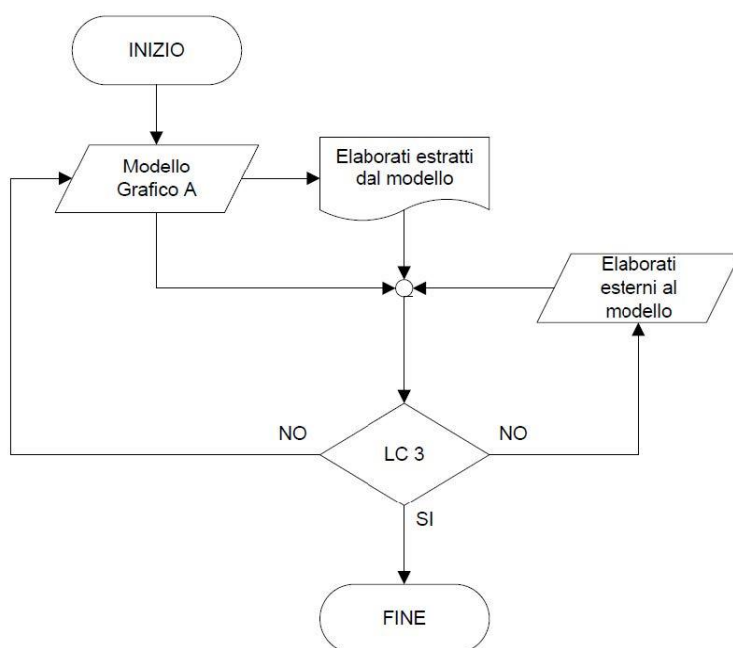 INIZIO
Modello
Grafico A
Elaborati estratti
dal modello
Elaborati
esterni al
modello
NO
LC 3
NO
SI
FINE